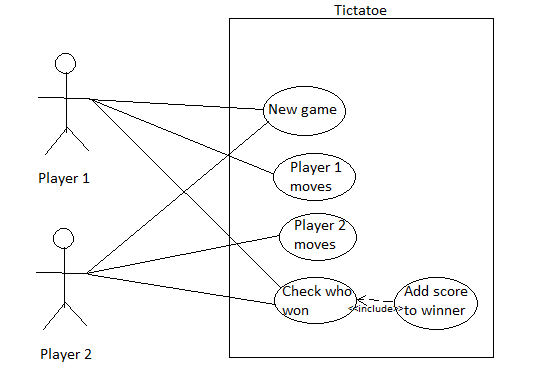 Tictatoe
New game
Player 1
moves
Player 1
Player 2
moves
Check who
won
Add score
to winner
<<include>>
Player 2